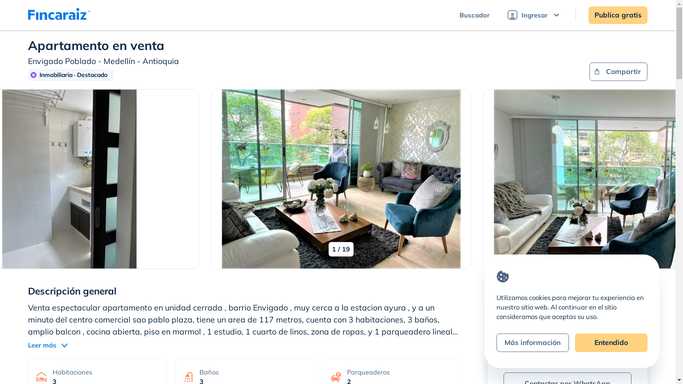 Fincaraiz
Buscador
Ingresar
Publica gratis
Apartamento en venta
Envigado Poblado - Medellín - Antioquia
Inmobiliaria · Destacado
Compartir
1 / 19
Descripción general
Venta espectacular apartamento en unidad cerrada , barrio Envigado , muy cerca a la estacion ayura , y a un
minuto del centro comercial sao pablo plaza, tiene un area de 117 metros, cuenta con 3 habitaciones, 3 baños,
amplio balcon , cocina abierta, piso en marmol , 1 estudio, 1 cuarto de linos, zona de ropas, y 1 parqueadero lineal...
Leer más
Habitaciones
3
Baños
3
Parqueaderos
2
Utilizamos cookies para mejorar tu experiencia en
nuestro sitio web. Al continuar en el sitio
consideramos que aceptas su uso.
Más información
Entendido
Contactar por WhatsApp